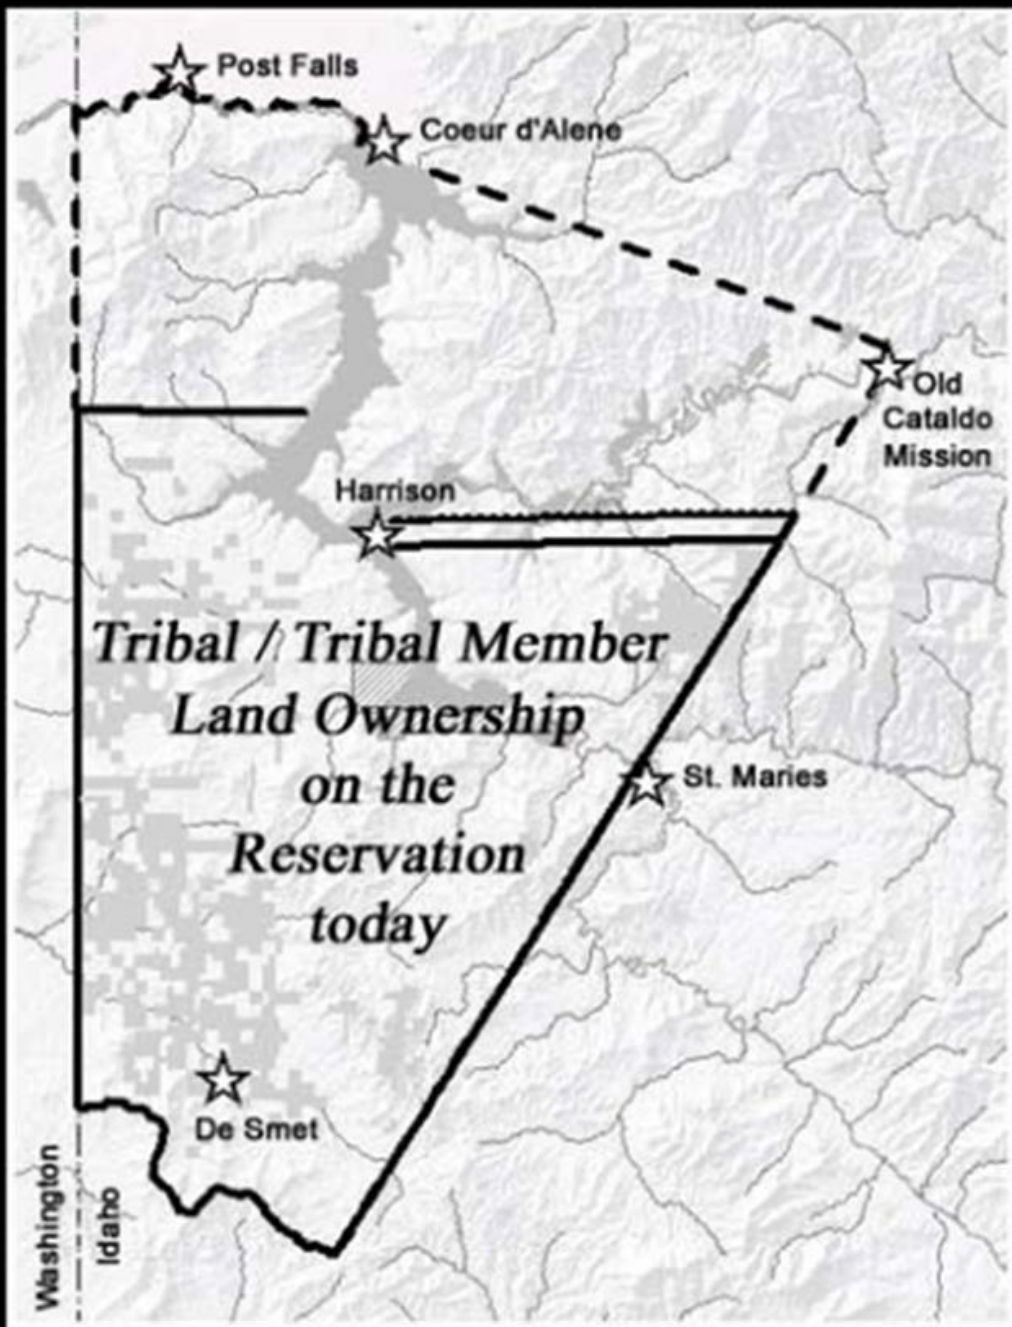 Post Falls
Coeur d'Alene
Old
Cataldo
Mission
Harrison
Tribal / Tribal Member
Land Ownership
on the
Reservation
today
St. Maries
De Smet
Washington
Idaho